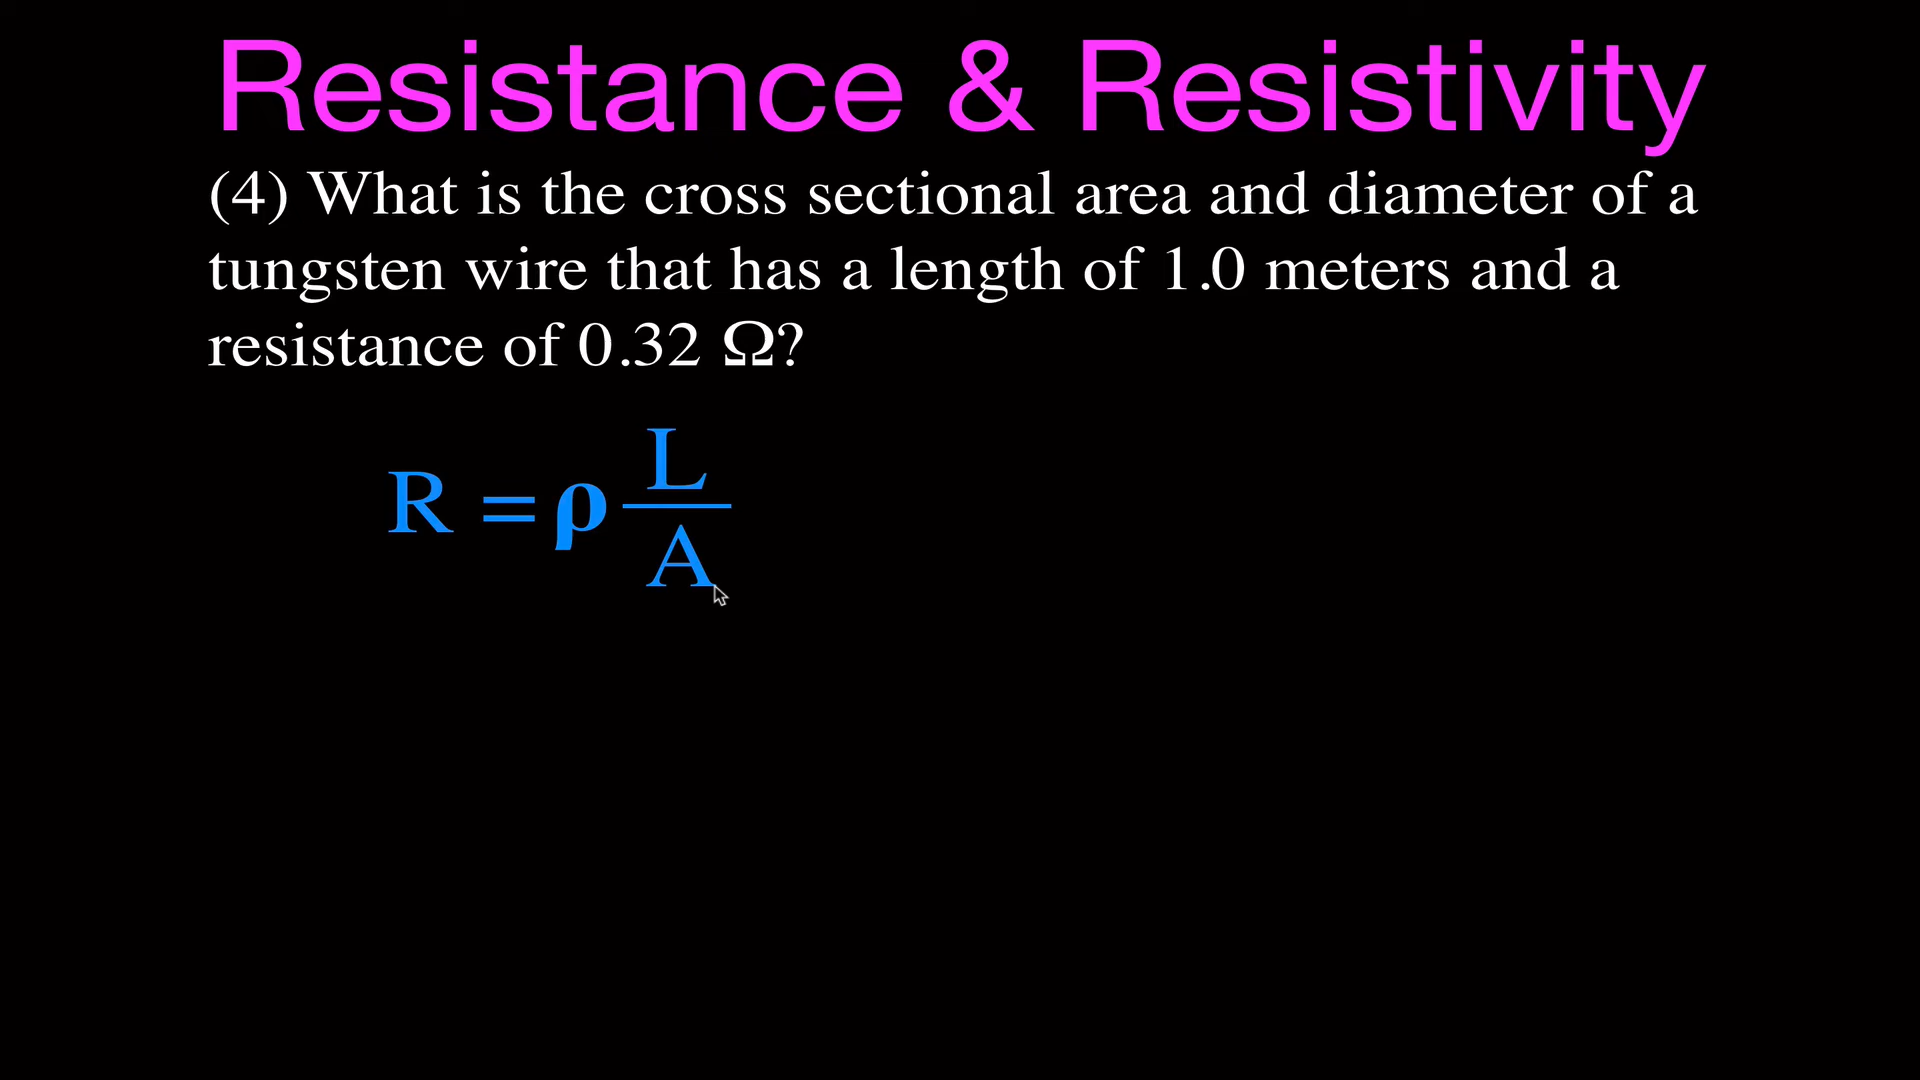 Resistance & Resistivity
(4) What is the cross sectional area and diameter of a
tungsten wire that has a length of 1.0 meters and a
resistance of 0.32 Ω?
R = ρ L
A